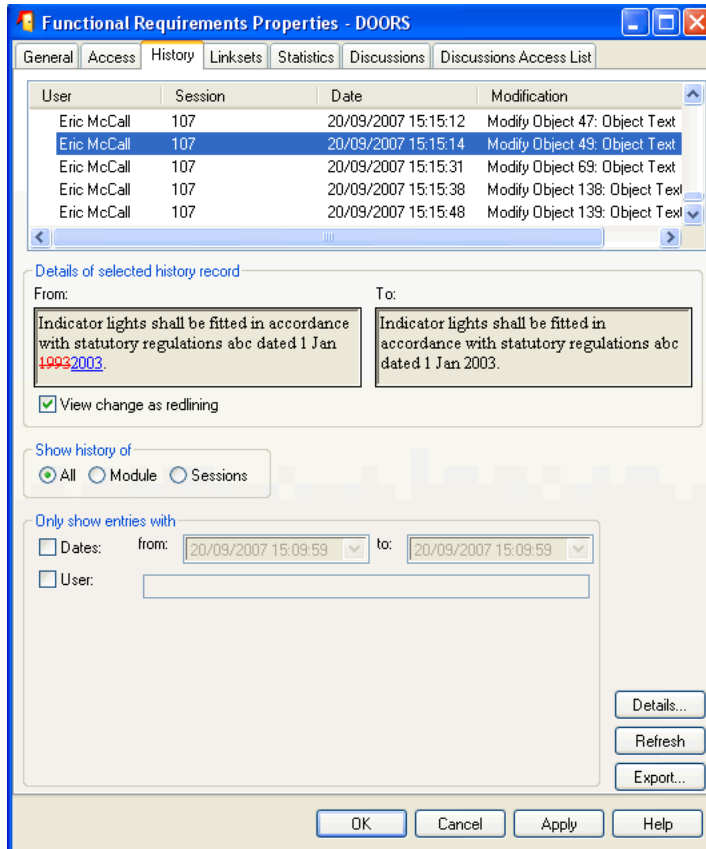 Functional Requirements Properties - DOORS
General Access History Linksets Statistics Discussions Discussions Access List
User Session Date Modification
Eric McCall 107 20/09/2007 15:15:12 Modify Object 47: Object Text
Eric McCall 107 20/09/2007 15:15:14 Modify Object 49: Object Text
Eric McCall 107 20/09/2007 15:15:31 Modify Object 69: Object Text
Eric McCall 107 20/09/2007 15:15:38 Modify Object 138: Object Text
Eric McCall 107 20/09/2007 15:15:48 Modify Object 139: Object Text
Details of selected history record
From: To:
Indicator lights shall be fitted in accordance
with statutory regulations abc dated 1 Jan
19932003.
Indicator lights shall be fitted in
accordance with statutory regulations abc
dated 1 Jan 2003.
View change as redlining
Show history of
All Module Sessions
Only show entries with
Dates: from: 20/09/2007 15:09:59 to: 20/09/2007 15:09:59
User:
Details...
Refresh
Export...
OK Cancel Apply Help